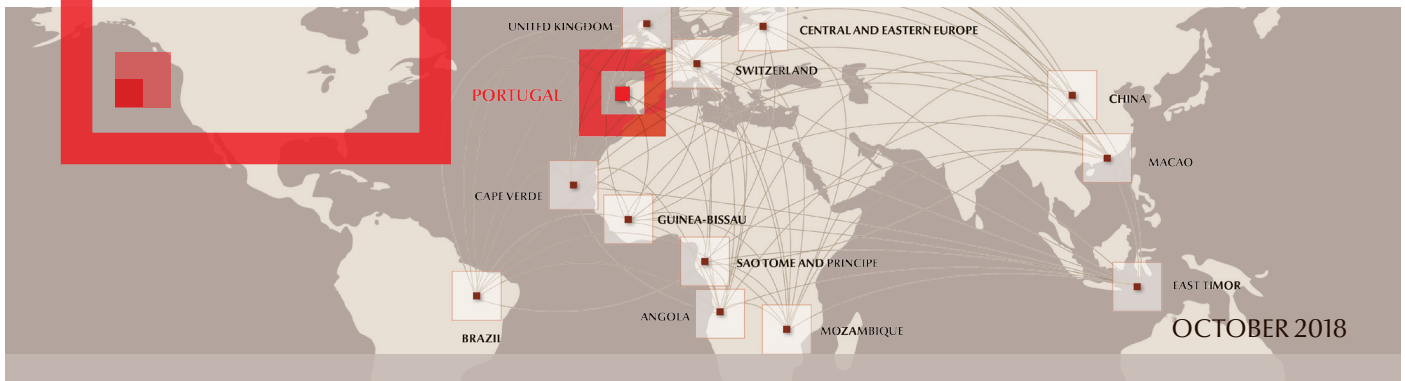 UNITED KINGDOM
CENTRAL AND EASTERN EUROPE
SWITZERLAND
PORTUGAL
CHINA
MACAO
CAPE VERDE
GUINEA-BISSAU
SAO TOME AND PRINCIPE
EAST TIMOR
ANGOLA
MOZAMBIQUE
BRAZIL
OCTOBER 2018